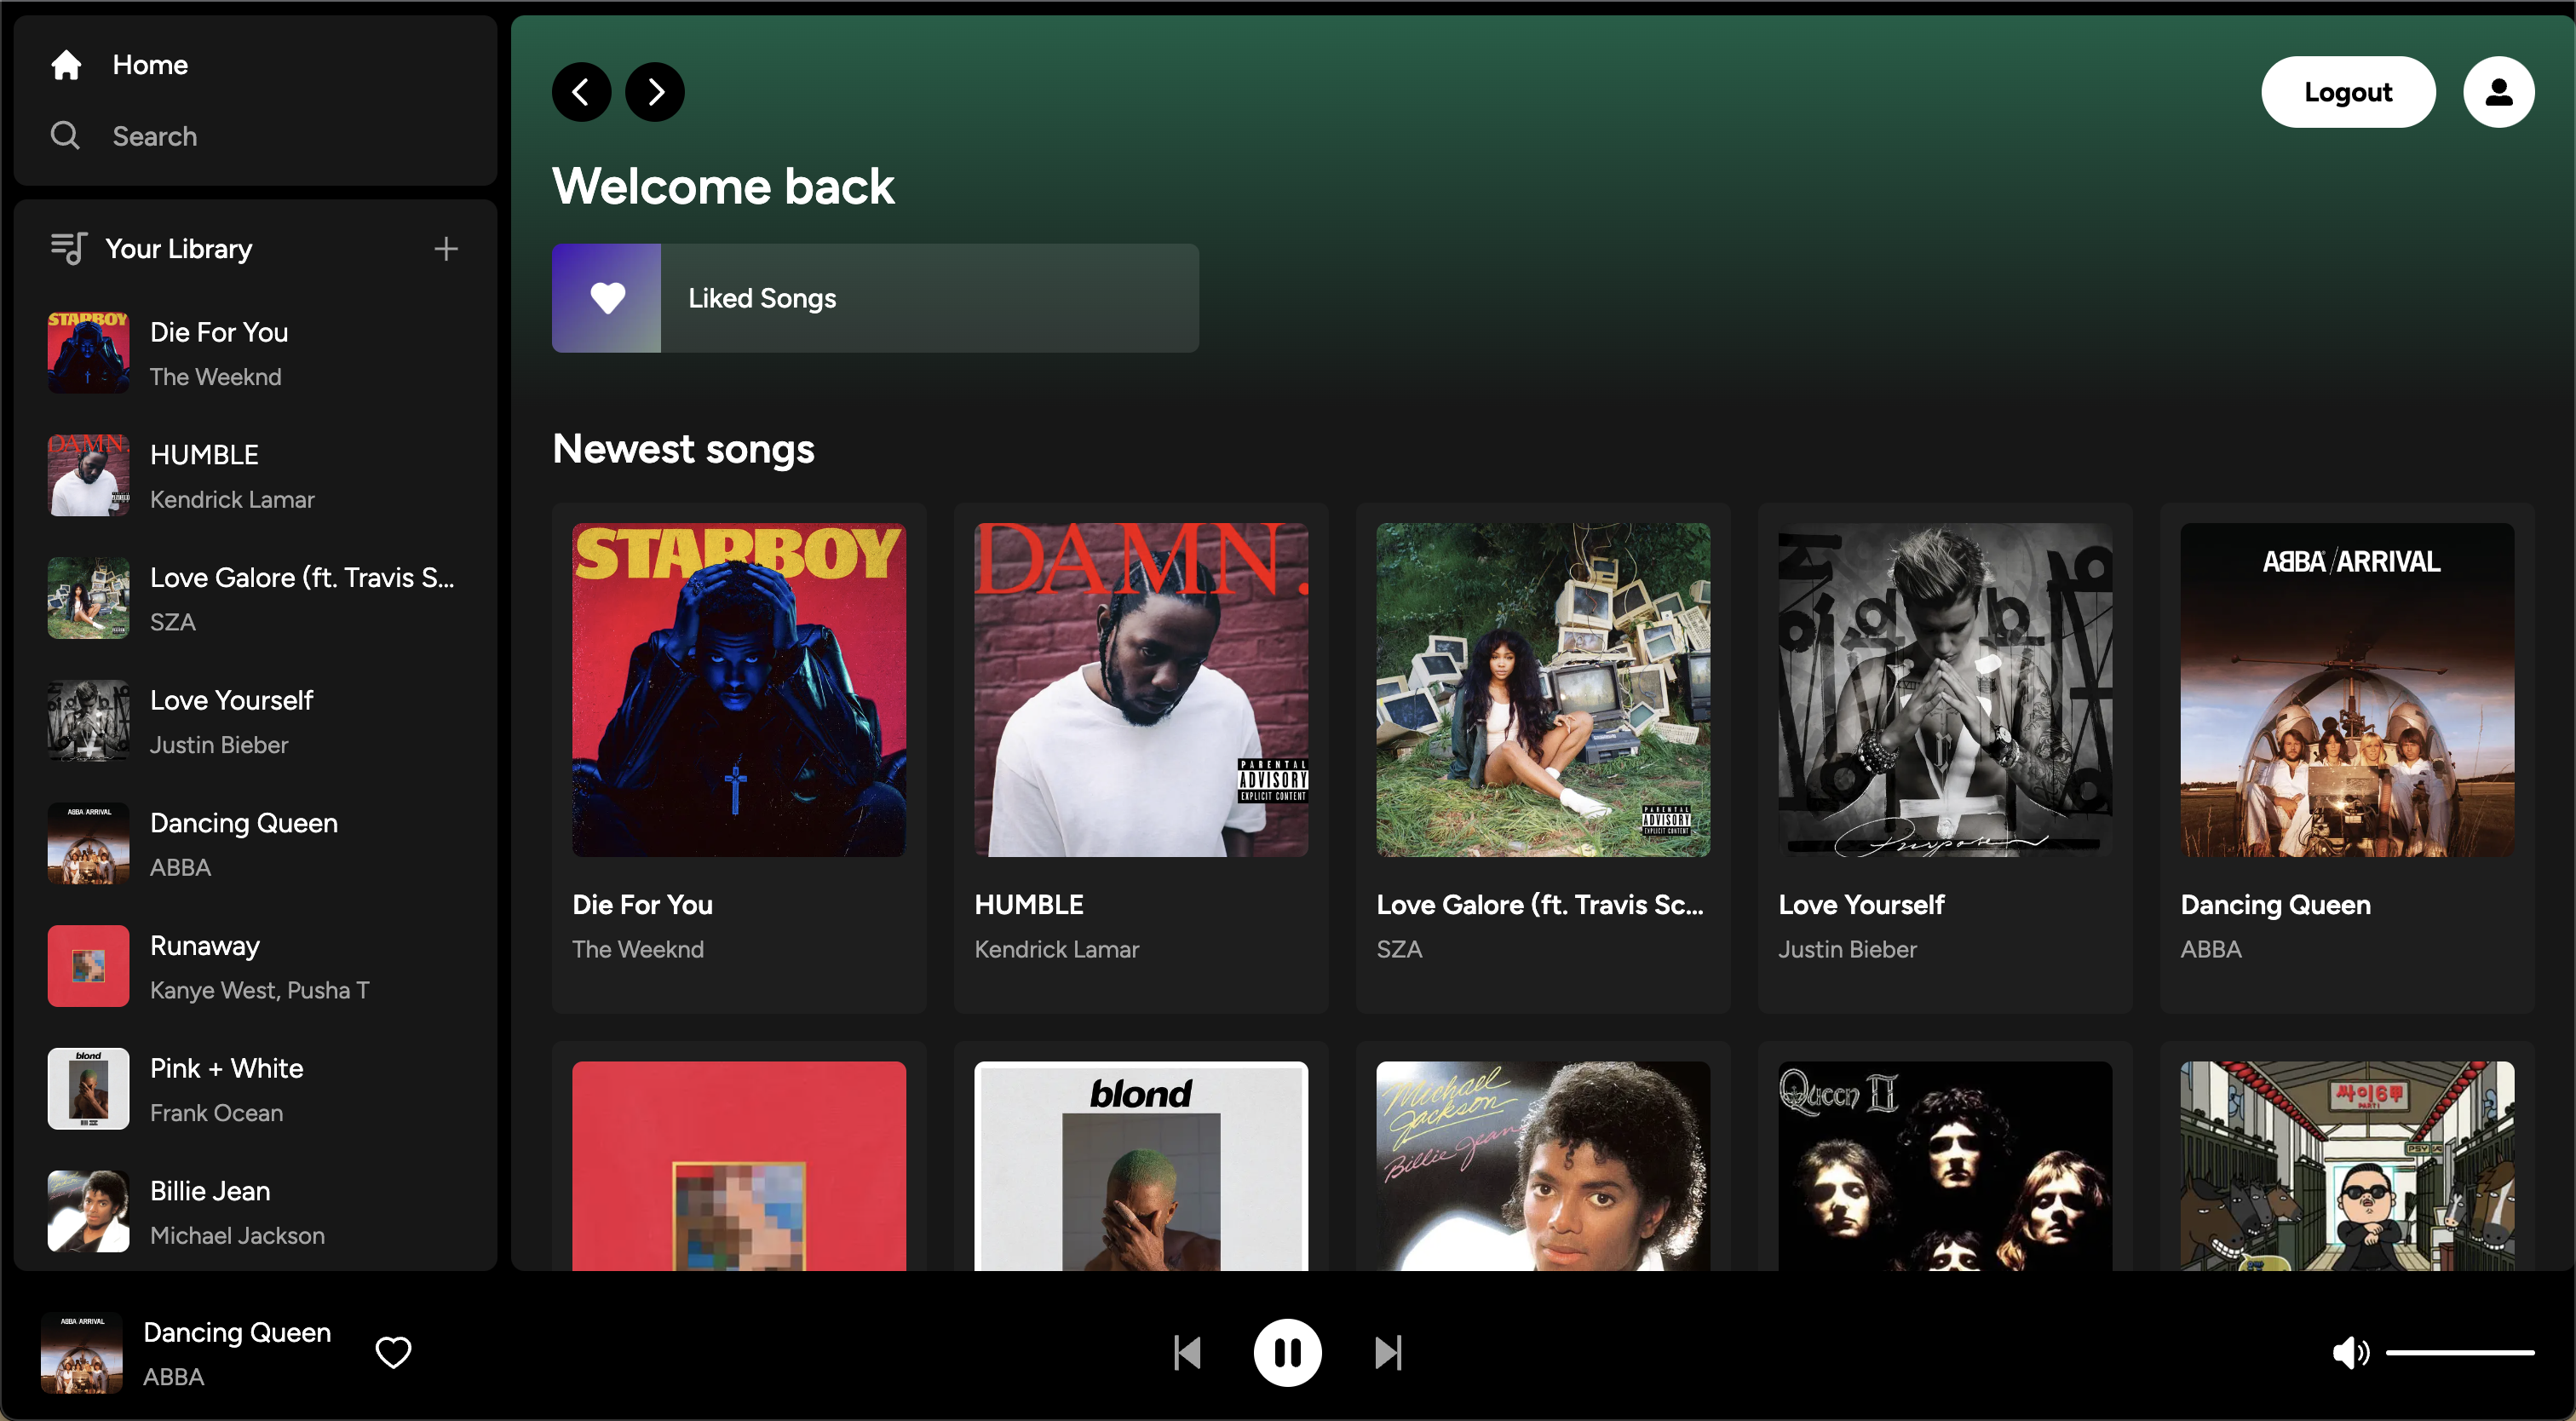 Home
Search
Your Library
STARBOY
Die For You
The Weeknd
DAMN.
HUMBLE
Kendrick Lamar
Love Galore (ft. Travis S...
SZA
Love Yourself
Justin Bieber
ABBA ARRIVAL
Dancing Queen
ABBA
Runaway
Kanye West, Pusha T
blond
Pink + White
Frank Ocean
Billie Jean
Michael Jackson
Logout
Welcome back
Liked Songs
Newest songs
STARBOY
DAMN.
PARENTAL
ADVISORY
EXPLICIT CONTENT
PARENTAL
ADVISORY
EXPLICIT CONTENT
Purpose
ABBA/ARRIVAL
Die For You
The Weeknd
HUMBLE
Kendrick Lamar
Love Galore (ft. Travis Sc...
SZA
Love Yourself
Justin Bieber
Dancing Queen
ABBA
blond
Michael
Jackson
Billie Jean
Queen II
싸이6甲
PART 1
PSY
ABBA ARRIVAL
Dancing Queen
ABBA